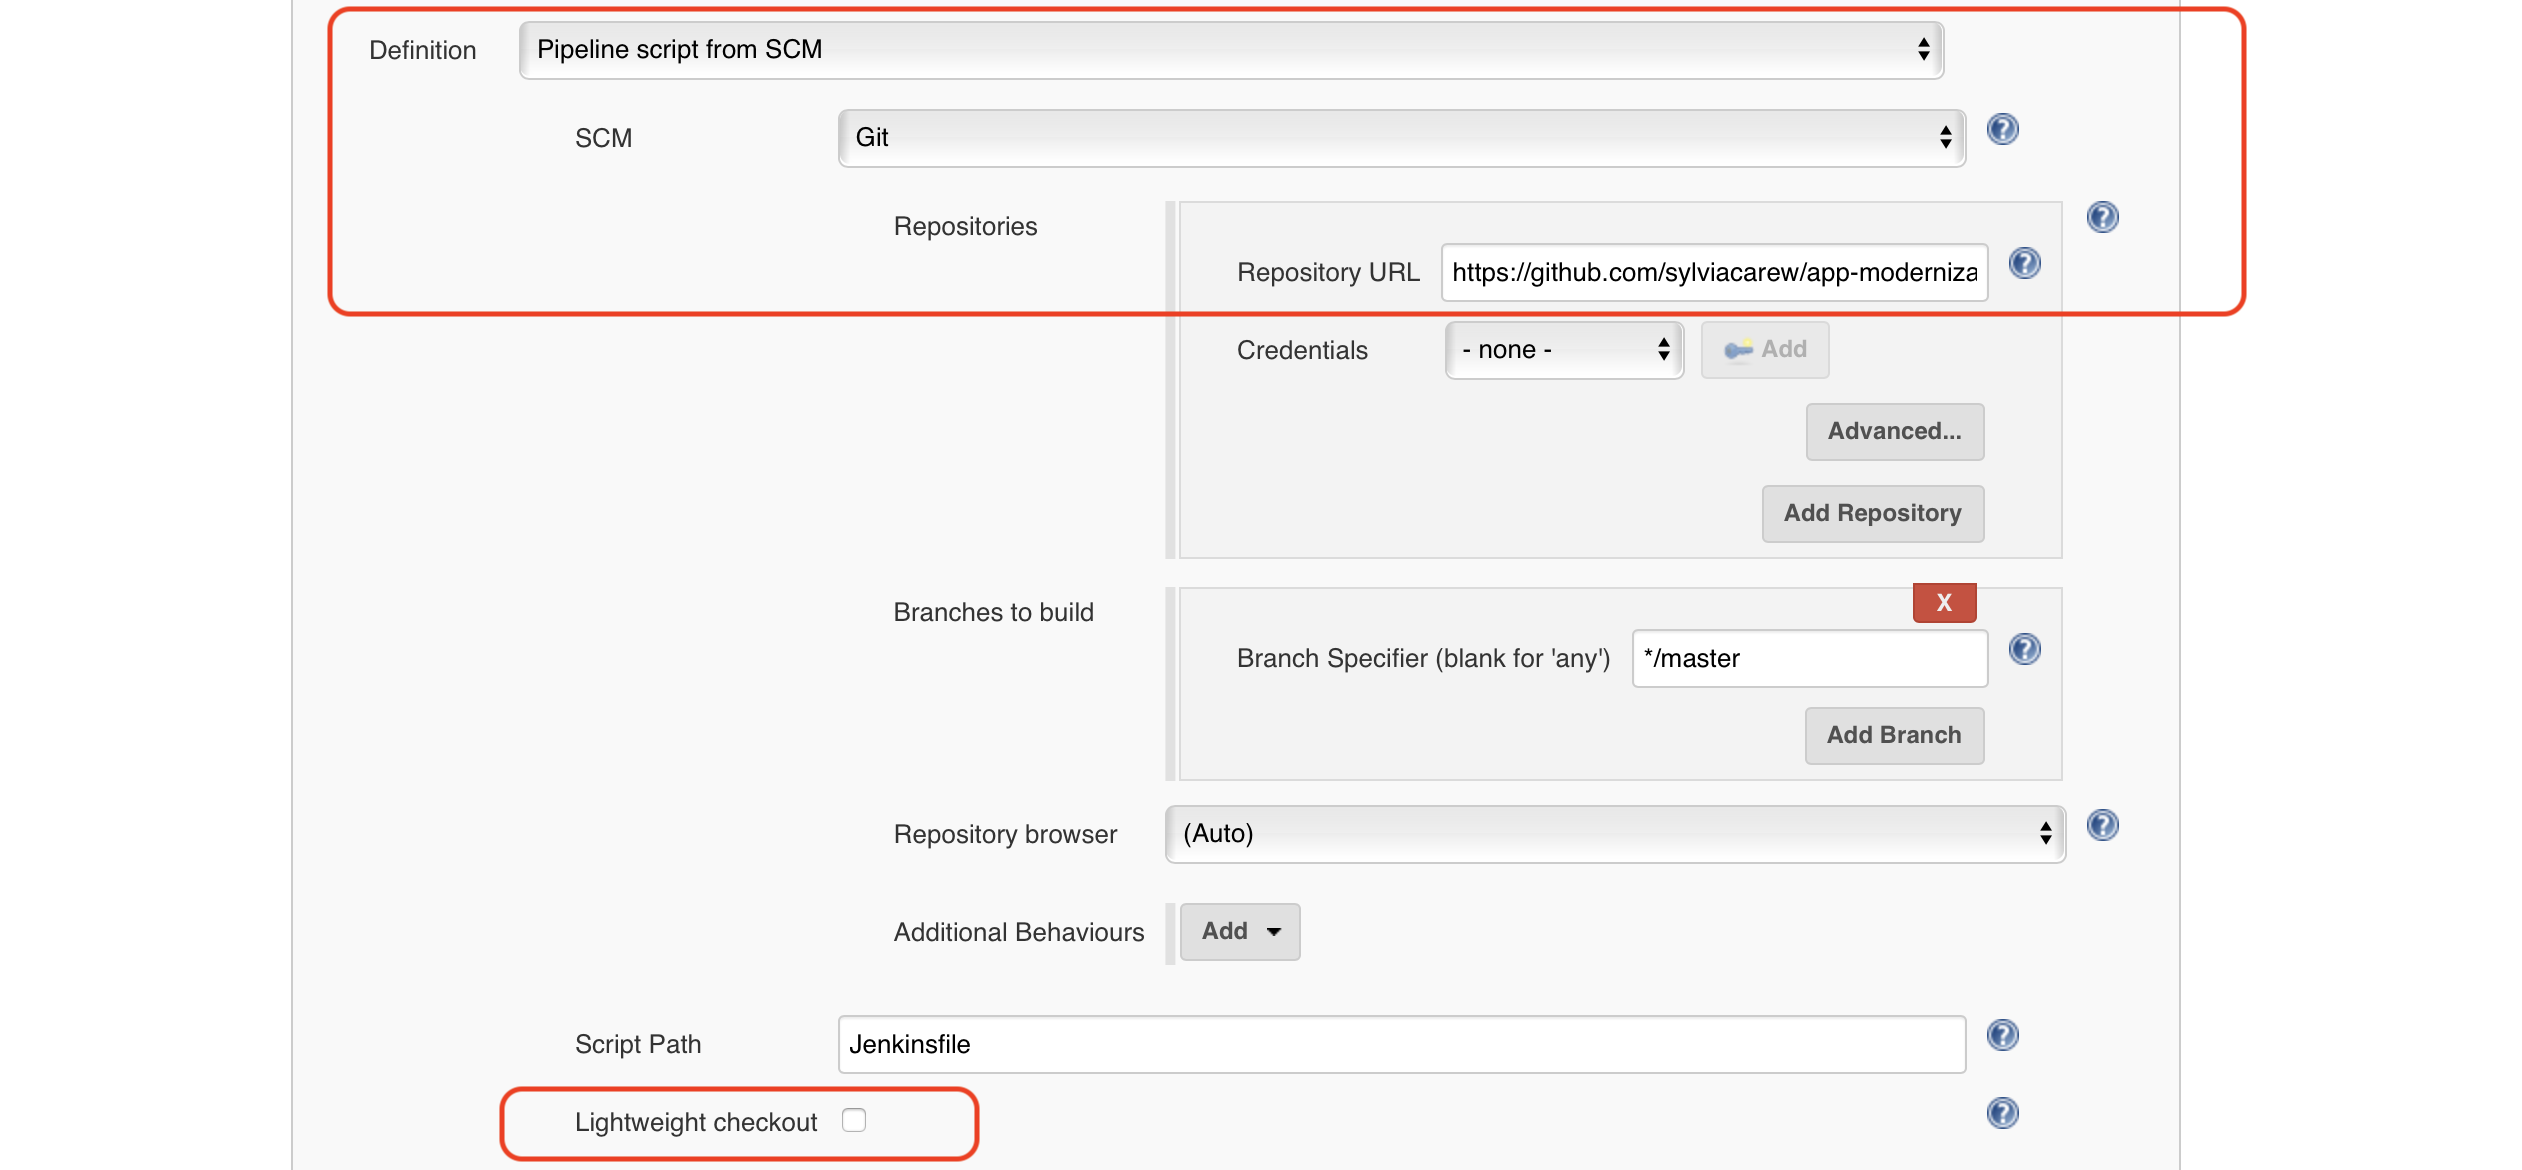 Definition Pipeline script from SCM
SCM Git
Repositories
Repository URL https://github.com/sylviacarew/app-moderniza
Credentials - none - Add
Advanced...
Add Repository
Branches to build
X
Branch Specifier (blank for 'any') */master
Add Branch
Repository browser (Auto)
Additional Behaviours Add
Script Path Jenkinsfile
Lightweight checkout